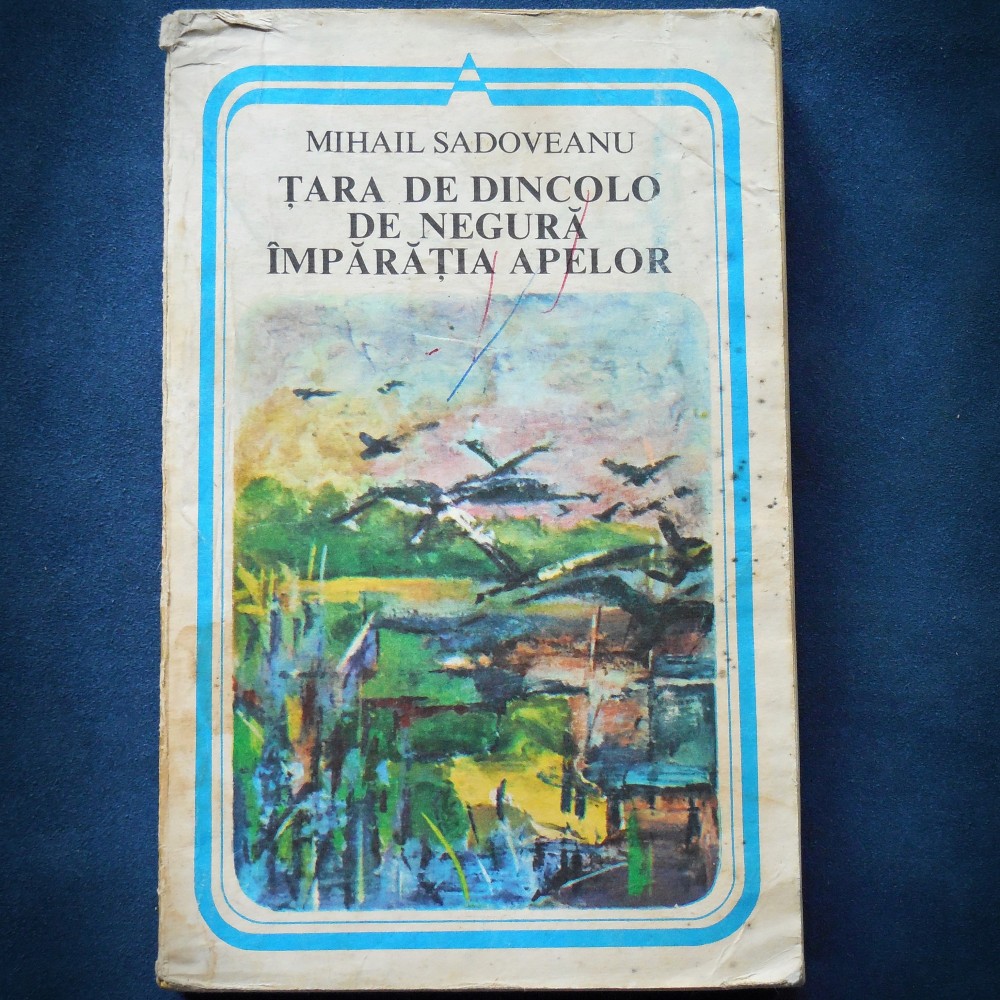 MIHAIL SADOVEANU
ȚARA DE DINCOLO
DE NEGURĂ
ÎMPĂRĂȚIA APELOR